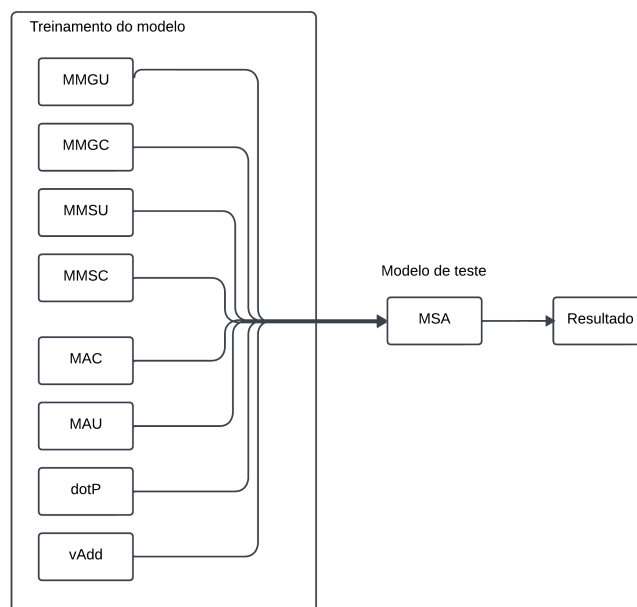 Treinamento do modelo
MMGU
MMGC
MMSU
MMSC
MAC
MAU
dotP
vAdd
Modelo de teste
MSA
Resultado